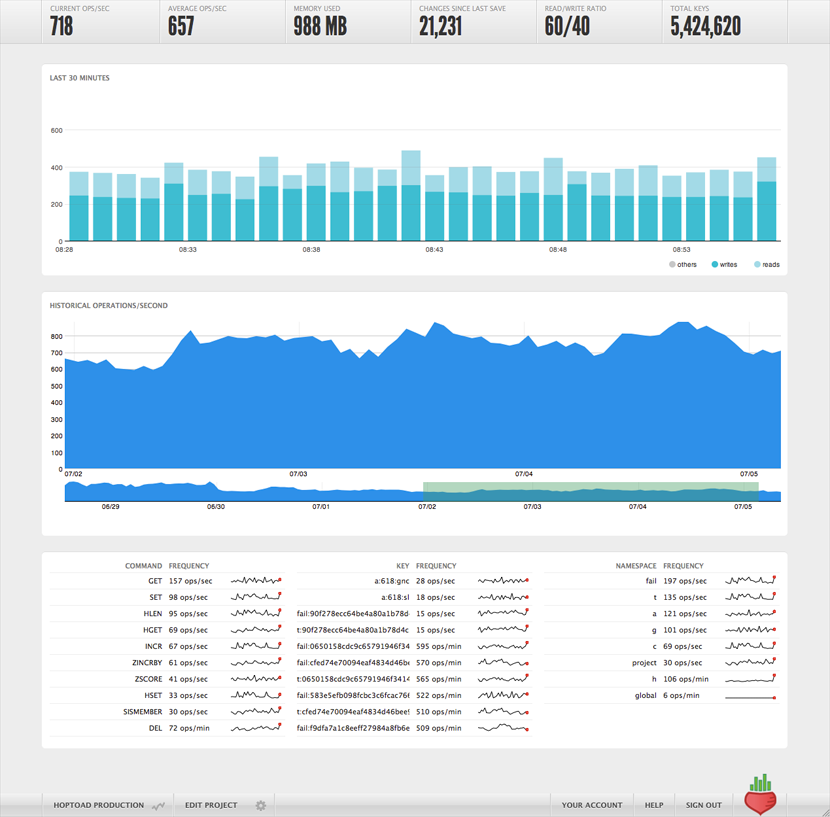 CURRENT OPS/SEC AVERAGE OPS/SEC MEMORY USED CHANGES SINCE LAST SAVE READ/WRITE RATIO TOTAL KEYS
718 657 988 MB 21,231 60/40 5,424,620
LAST 30 MINUTES
600
400
200
0
08:28 08:33 08:38 08:43 08:48 08:53
others writes reads
HISTORICAL OPERATIONS/SECOND
800
700
600
500
400
300
200
100
0
07/02 07/03 07/04 07/05
06/29 06/30 07/01 07/02 07/03 07/04 07/05
COMMAND FREQUENCY KEY FREQUENCY NAMESPACE FREQUENCY
GET 157 ops/sec a:618:gnc 28 ops/sec fail 197 ops/sec
SET 98 ops/sec a:618:sl 18 ops/sec t 135 ops/sec
HLEN 95 ops/sec fail:90f278ecc64be4a80a1b78d 15 ops/sec a 121 ops/sec
HGET 69 ops/sec t:90f278ecc64be4a80a1b78d4c 15 ops/sec g 101 ops/sec
INCR 67 ops/sec fail:0650158cdc9c65791946f34 595 ops/min c 69 ops/sec
ZINCRBY 61 ops/sec fail:cfed74e70094eaf4834d46be 570 ops/min project 30 ops/sec
ZSCORE 41 ops/sec t:0650158cdc9c65791946f3414 565 ops/min h 106 ops/min
HSET 33 ops/sec fail:583e5efb098fcbc3c6fcac76 522 ops/min global 6 ops/min
SISMEMBER 30 ops/sec t:cfed74e70094eaf4834d46bee 510 ops/min
DEL 72 ops/min fail:f9dfa7a1c8eeff27984a8fb6e 509 ops/min
HOPTOAD PRODUCTION EDIT PROJECT YOUR ACCOUNT HELP SIGN OUT